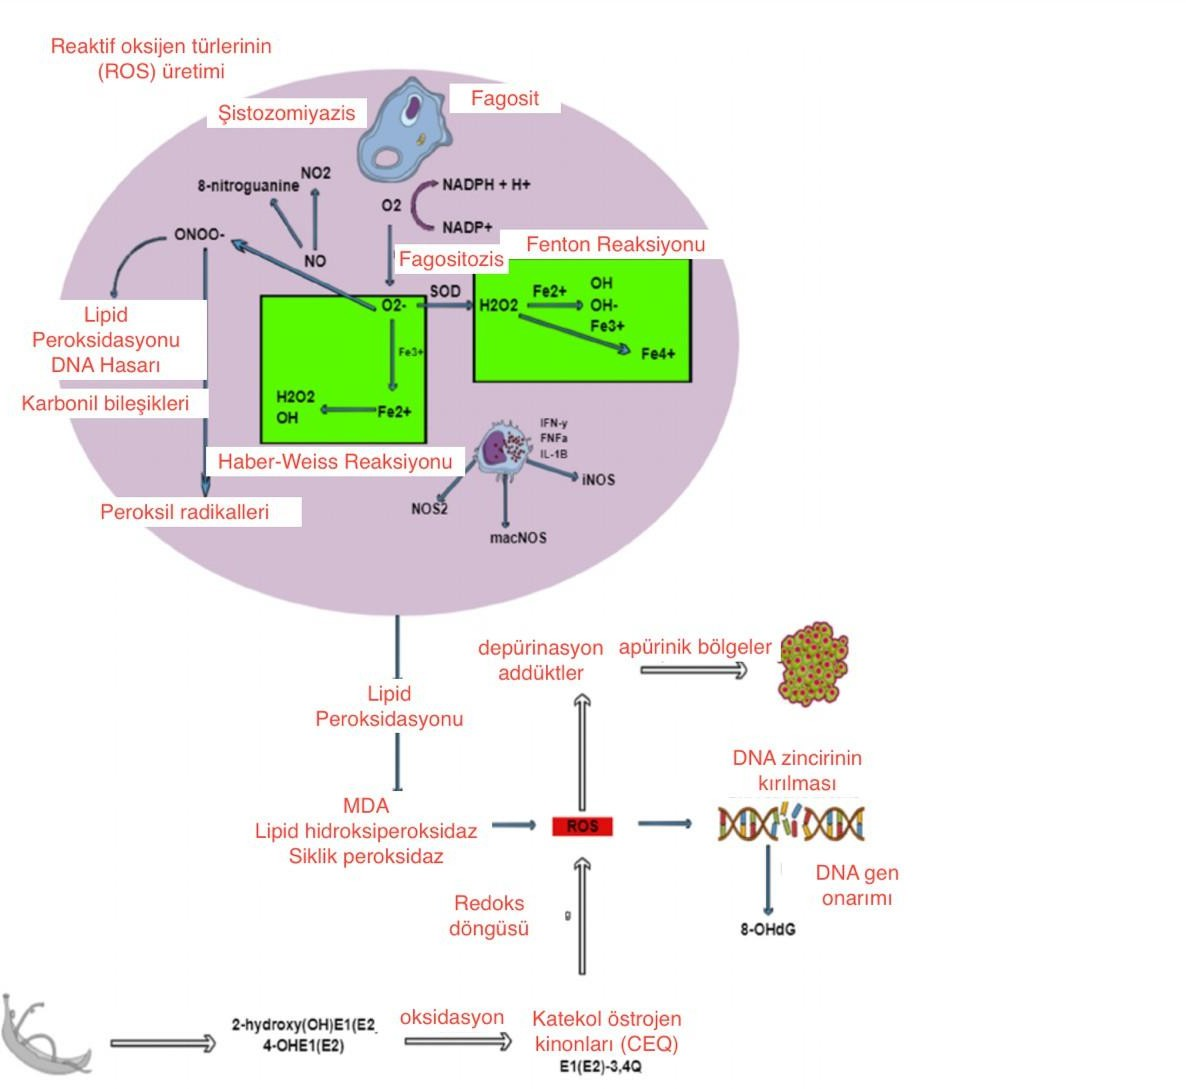 Reaktif oksijen türlerinin
(ROS) üretimi
Şistozomiyazis
Fagosit
NO2
8-nitroguanine
NADPH + H+
O2
NADP+
ONOO-
NO
Fagositozis
Fenton Reaksiyonu
O2-
SOD
H2O2
Fe2+
OH
OH-
Fe3+
Fe4+
Lipid
Peroksidasyonu
DNA Hasarı
Karbonil bileşikleri
Fe3+
H2O2
OH
Fe2+
Haber-Weiss Reaksiyonu
Peroksil radikalleri
IFN-y
FNFa
IL-1B
iNOS
NOS2
macNOS
depürinasyon
addüktler
apürinik bölgeler
Lipid
Peroksidasyonu
DNA zincirinin
kırılması
MDA
Lipid hidroksiperoksidaz
Siklik peroksidaz
ROS
DNA gen
onarımı
8-OHdG
Redoks
döngüsü
g
2-hydroxy(OH)E1(E2
4-OHE1(E2)
oksidasyon
Katekol östrojen
kinonları (CEQ)
E1(E2)-3,4Q